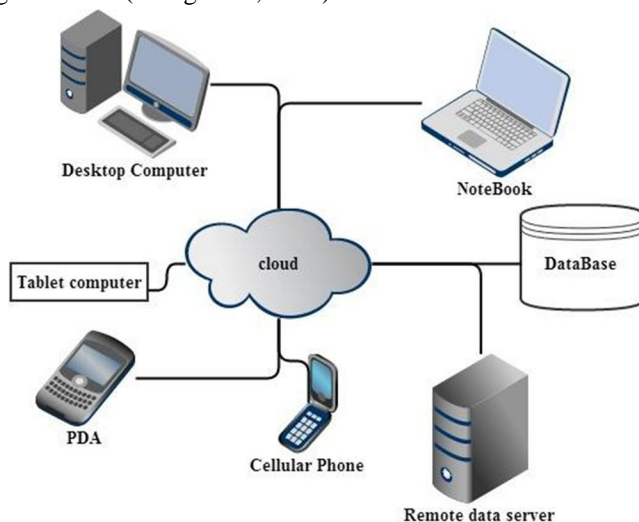 Desktop Computer
NoteBook
cloud
DataBase
Tablet computer
PDA
Cellular Phone
Remote data server